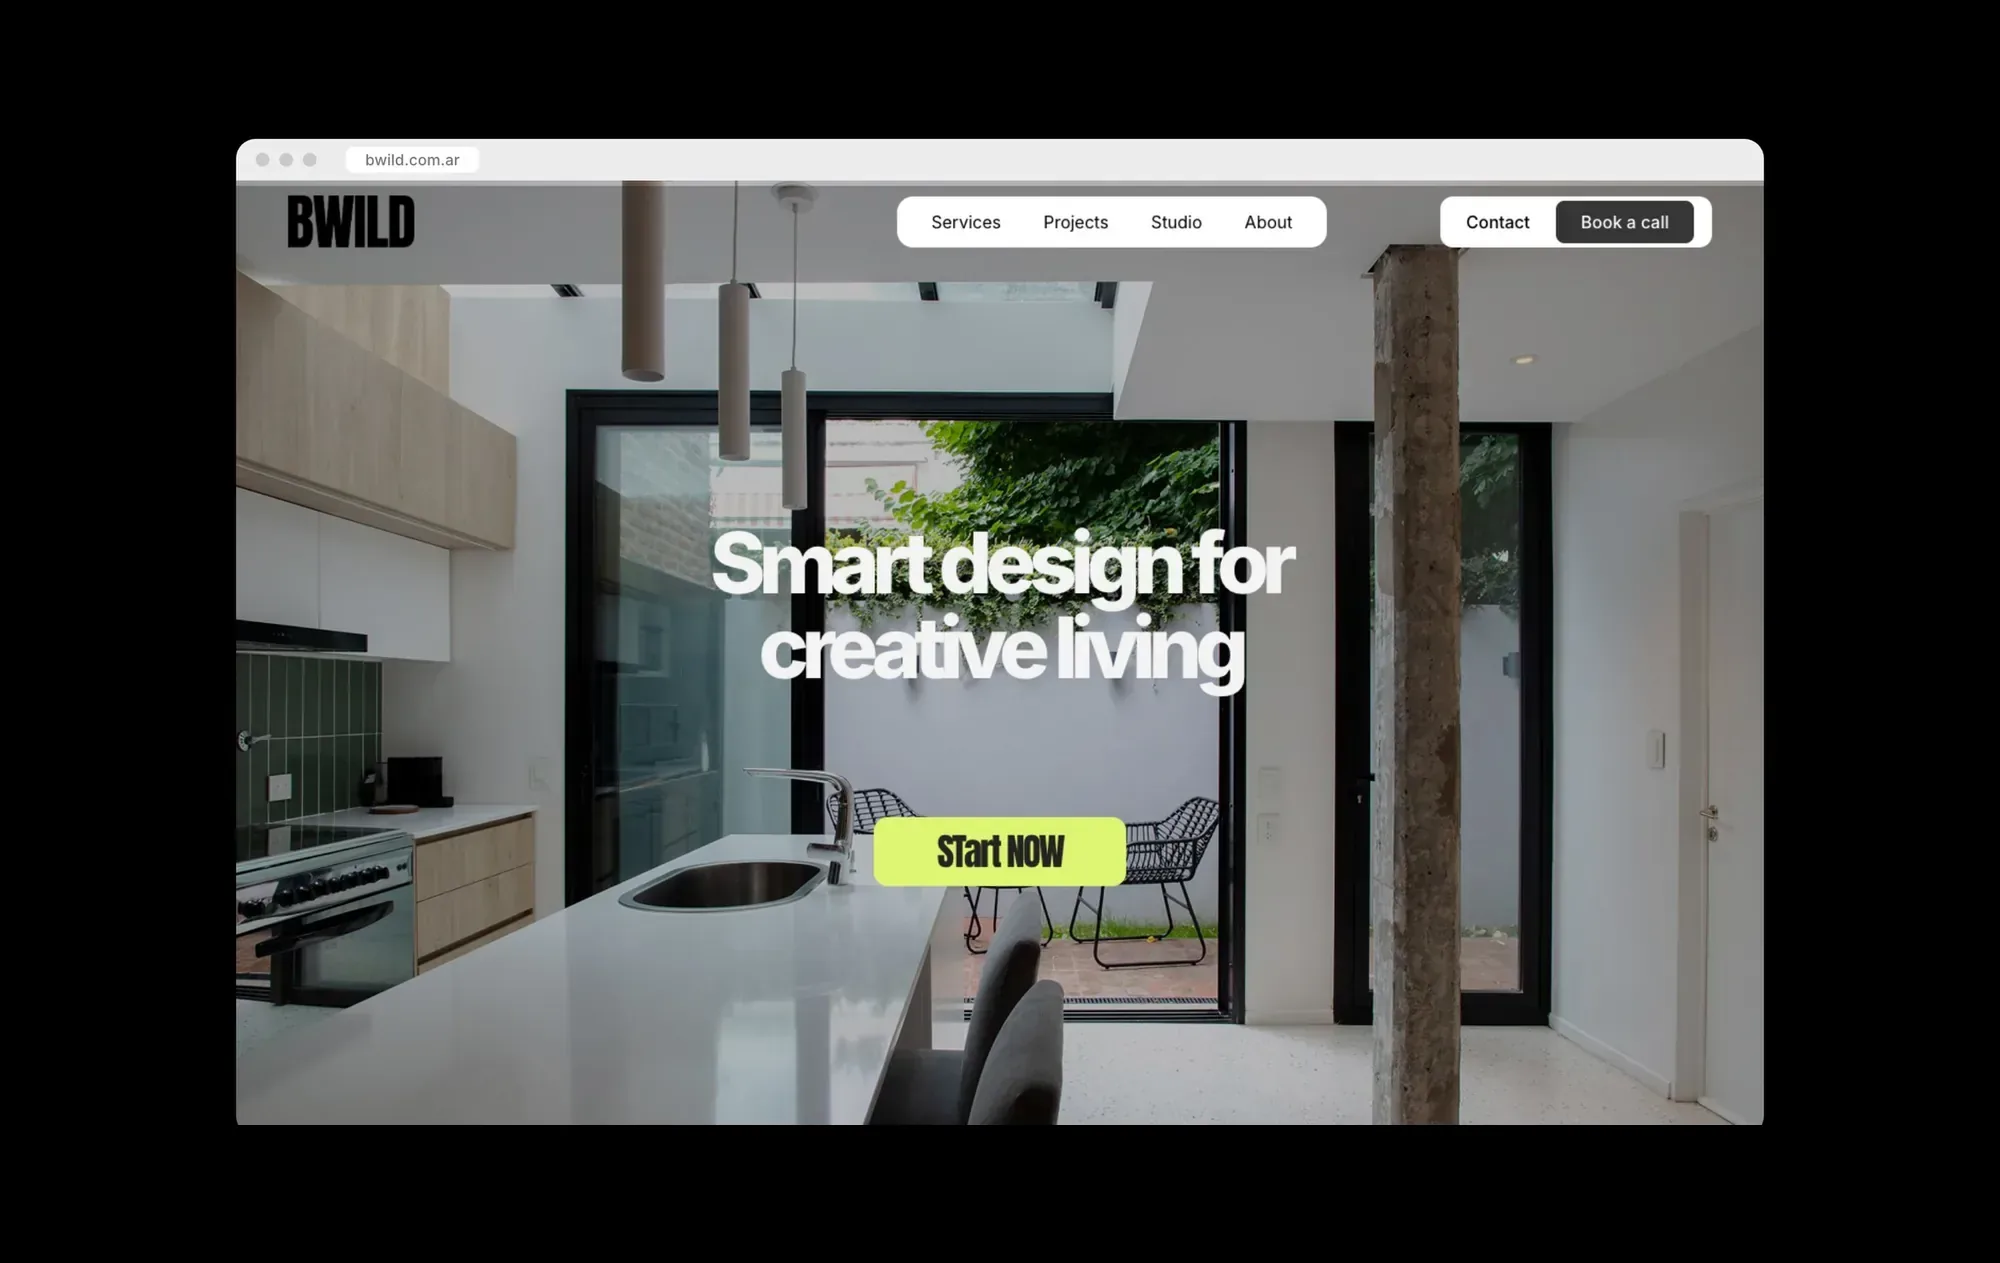 bwild.com.ar
BWILD
Services Projects Studio About
Contact Book a call
Smart design for
creative living
STart NOW